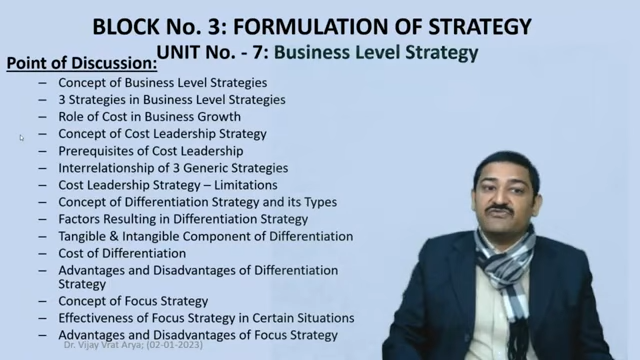 BLOCK No. 3: FORMULATION OF STRATEGY
UNIT No. - 7: Business Level Strategy
Point of Discussion:
– Concept of Business Level Strategies
– 3 Strategies in Business Level Strategies
– Role of Cost in Business Growth
– Concept of Cost Leadership Strategy
– Prerequisites of Cost Leadership
– Interrelationship of 3 Generic Strategies
– Cost Leadership Strategy – Limitations
– Concept of Differentiation Strategy and its Types
– Factors Resulting in Differentiation Strategy
– Tangible & Intangible Component of Differentiation
– Cost of Differentiation
– Advantages and Disadvantages of Differentiation
Strategy
– Concept of Focus Strategy
– Effectiveness of Focus Strategy in Certain Situations
– Advantages and Disadvantages of Focus Strategy
Dr. Vijay Vrat Arya; (02-01-2023)